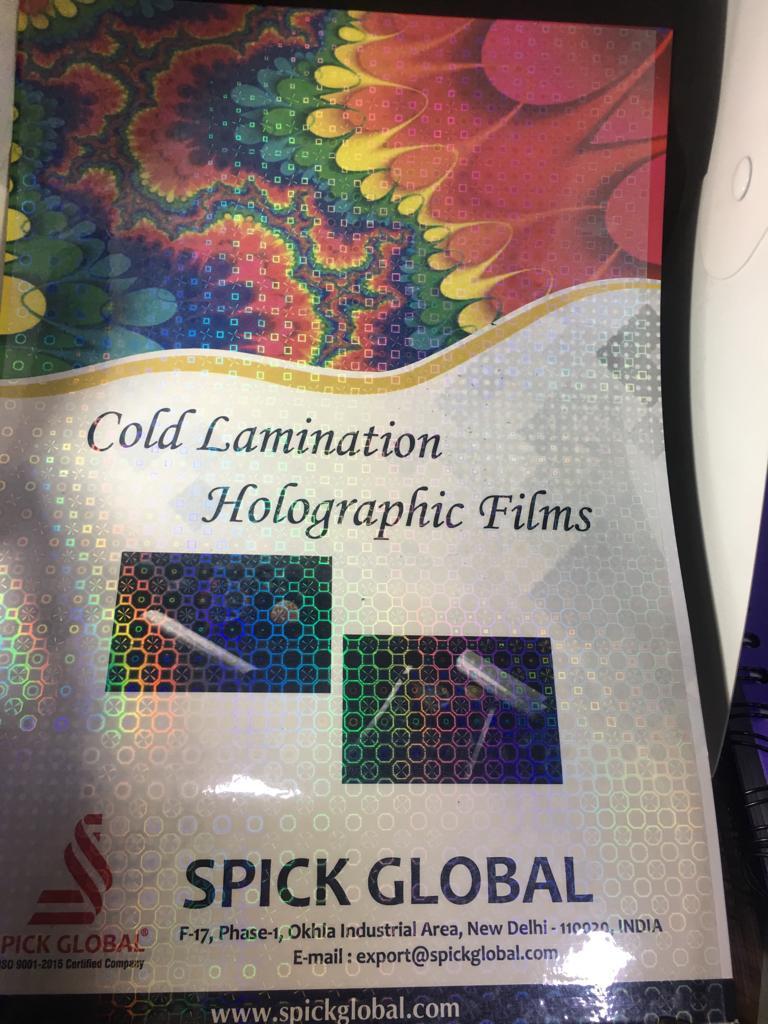 Cold Lamination
Holographic Films
SPICK GLOBAL
F-17, Phase-1, Okhla Industrial Area, New Delhi - 110020, INDIA
E-mail : export@spickglobal.com
PICK GLOBAL®
ISO 9001-2015 Certified Company
www.spickglobal.com